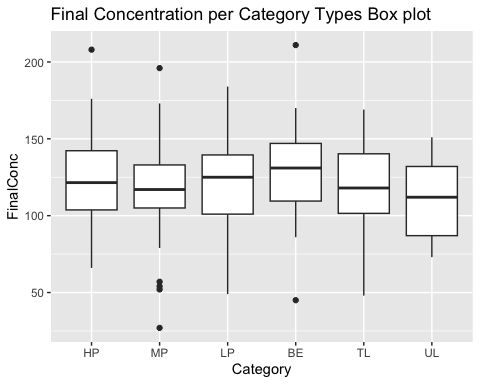 Final Concentration per Category Types Box plot
FinalConc
200
150
100
50
HP MP LP BE TL UL
Category